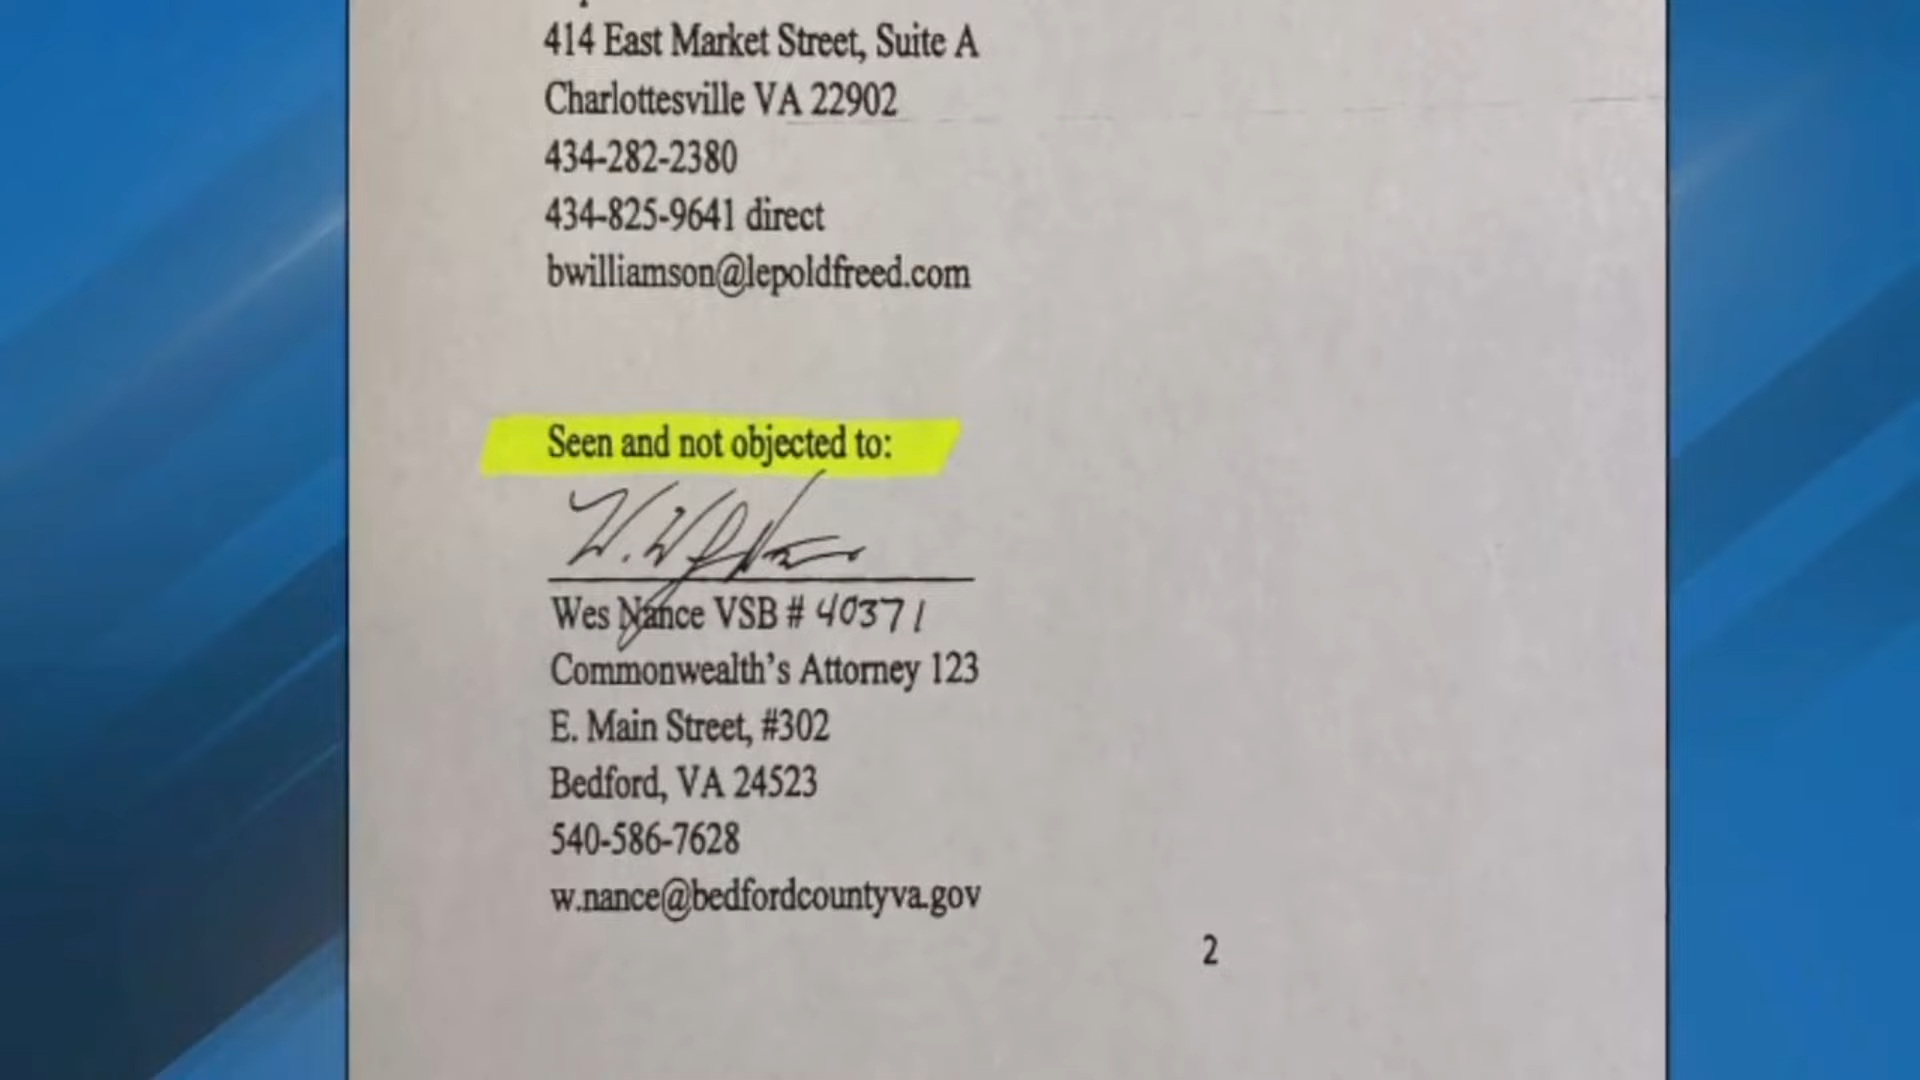 414 East Market Street, Suite A
Charlottesville VA 22902
434-282-2380
434-825-9641 direct
bwilliamson@lepoldfreed.com
Seen and not objected to:
Wes Nance VSB # 40371
Commonwealth's Attorney 123
E. Main Street, #302
Bedford, VA 24523
540-586-7628
w.nance@bedfordcountyva.gov
2